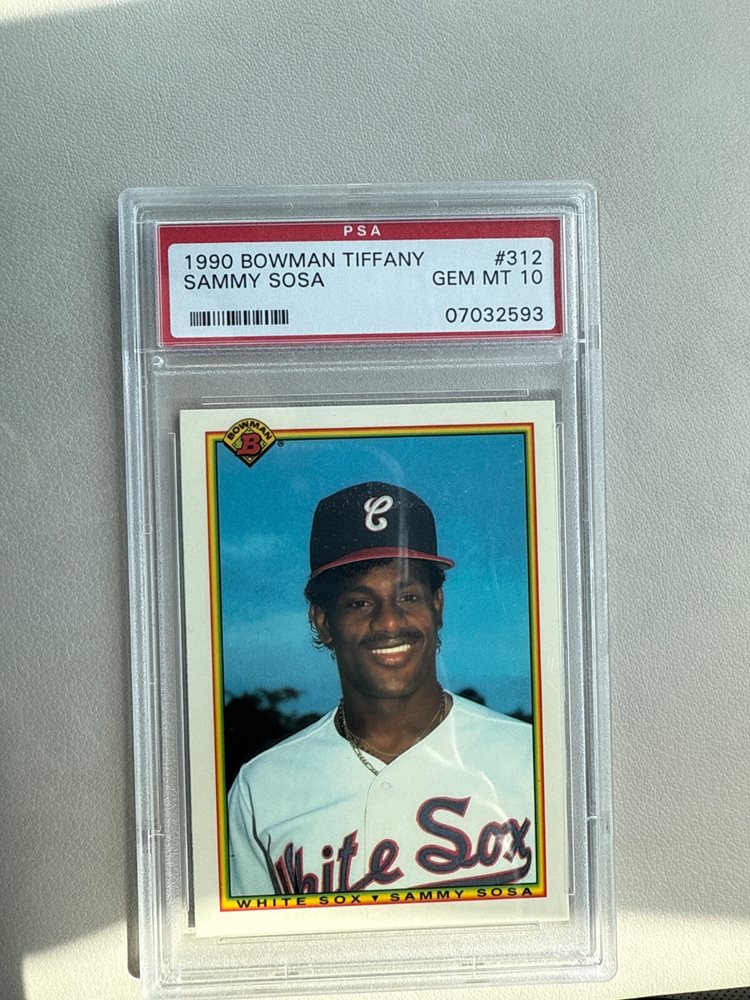 PSA
1990 BOWMAN TIFFANY #312
SAMMY SOSA GEM MT 10
07032593
BOWMAN
B
®
C
White Sox
WHITE SOX ▼ SAMMY SOSA